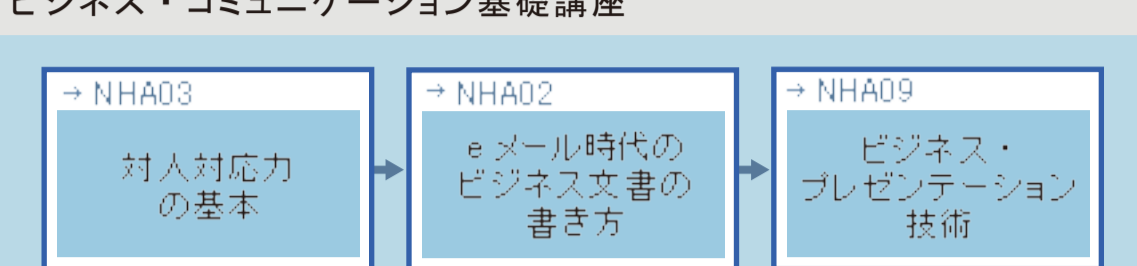 ビジネス・コミュニケーション基礎講座
→ NHA03
対人対応力
の基本
→ NHA02
eメール時代の
ビジネス文書の
書き方
→ NHA09
ビジネス・
プレゼンテーション
技術